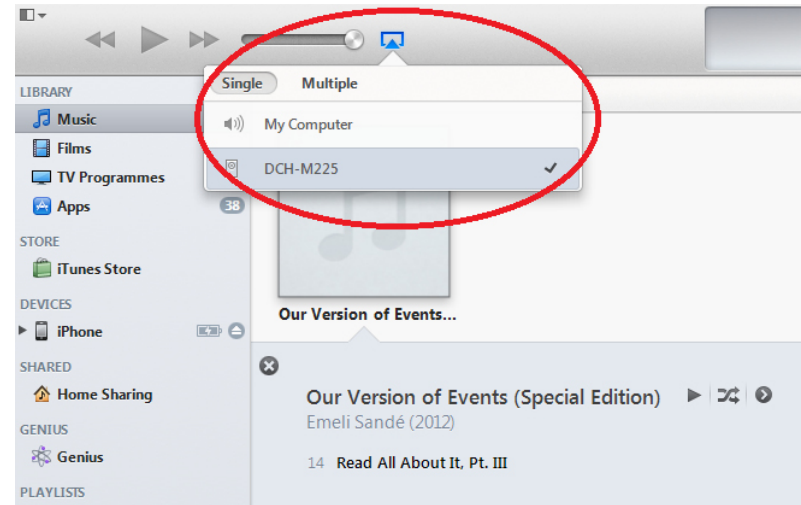 Single Multiple
My Computer
DCH-M225
LIBRARY
Music
Films
TV Programmes
Apps 38
STORE
iTunes Store
DEVICES
iPhone
SHARED
Home Sharing
GENIUS
Genius
PLAYLISTS
Our Version of Events...
Our Version of Events (Special Edition)
Emeli Sandé (2012)
14 Read All About It, Pt. III